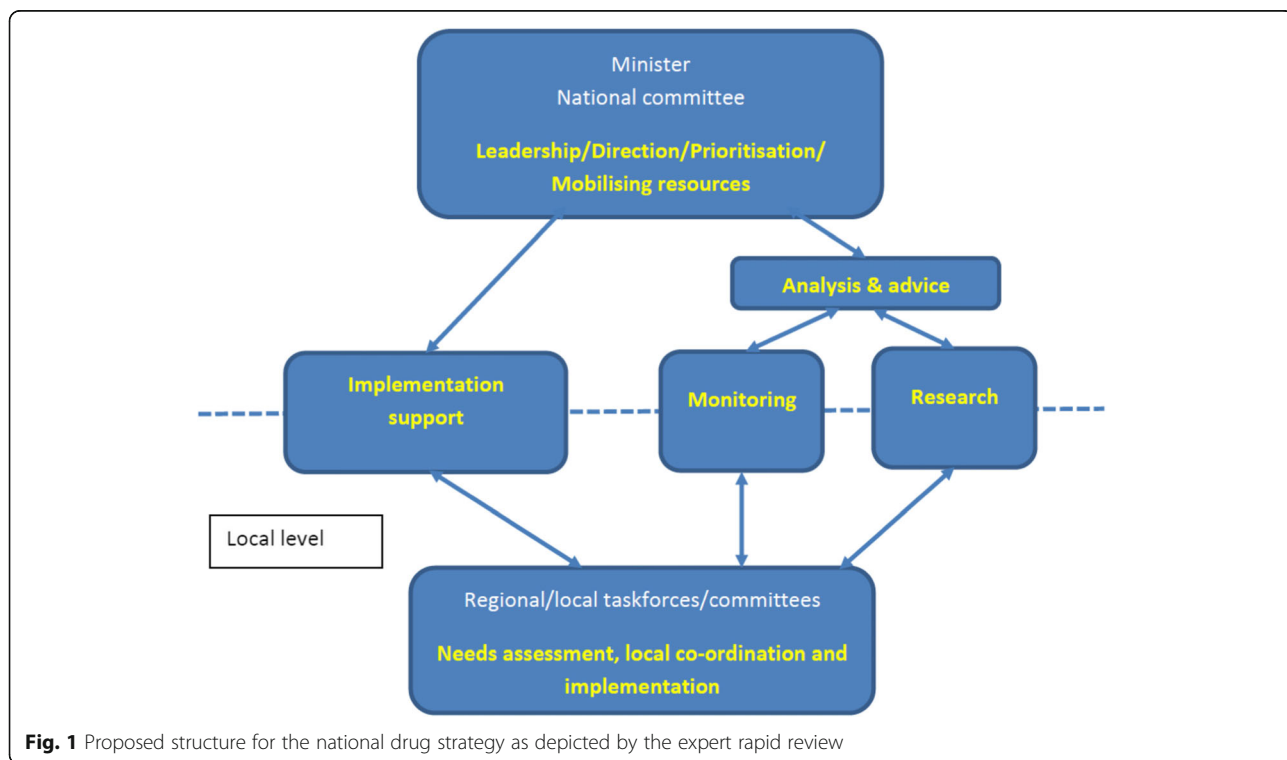 Minister
National committee
Leadership/Direction/Prioritisation/
Mobilising resources
Analysis & advice
Implementation
support
Monitoring
Research
Local level
Regional/local taskforces/committees
Needs assessment, local co-ordination and
implementation
Fig. 1 Proposed structure for the national drug strategy as depicted by the expert rapid review